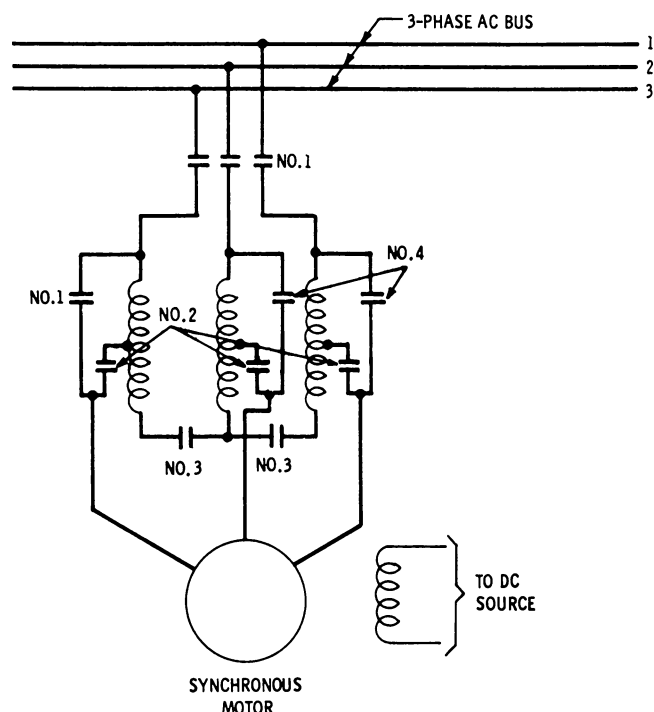 3-PHASE AC BUS
1
2
3
NO.1
NO.4
NO.1
NO.2
NO.3
NO.3
TO DC
SOURCE
SYNCHRONOUS
MOTOR